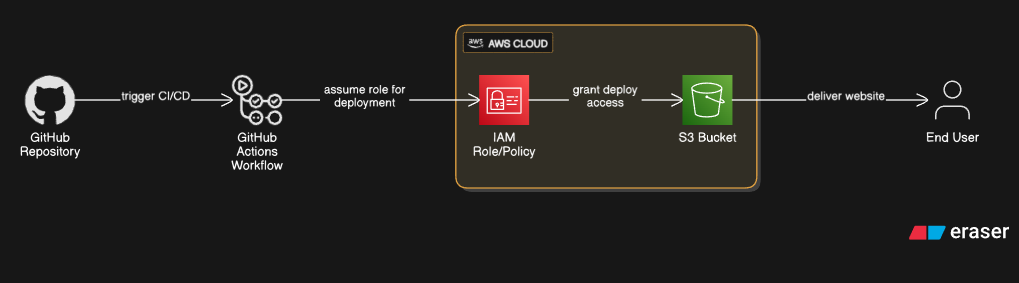 aws AWS CLOUD
trigger CI/CD
assume role for
deployment
grant deploy
access
deliver website
GitHub
Repository
GitHub
Actions
Workflow
IAM
Role/Policy
S3 Bucket
End User
eraser